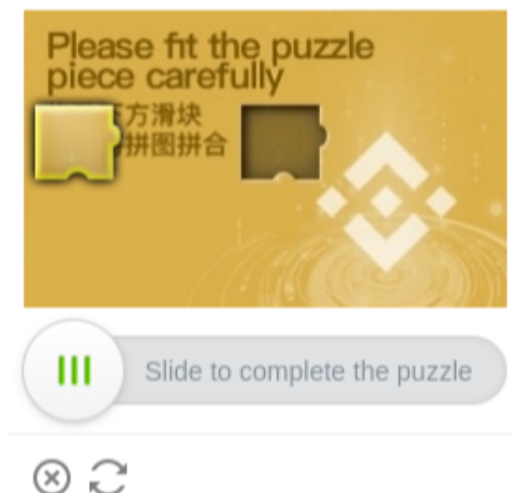 Please fit the puzzle
piece carefully
方滑块
拼图拼合
Slide to complete the puzzle